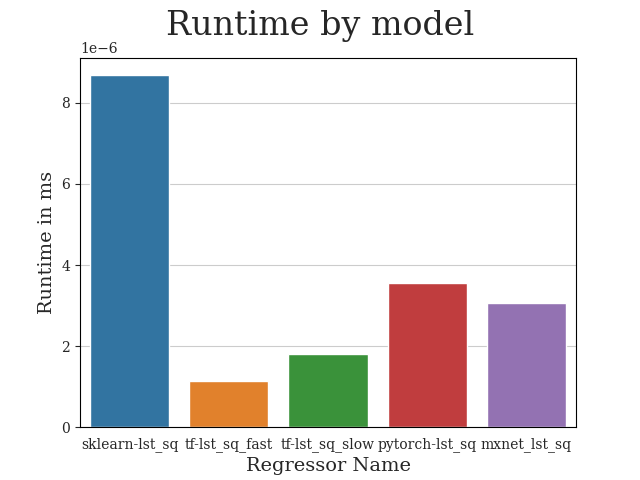 Runtime by model
1e−6
8
6
4
2
0
Runtime in ms
sklearn-lst_sq tf-lst_sq_fast tf-lst_sq_slow pytorch-lst_sq mxnet_lst_sq
Regressor Name